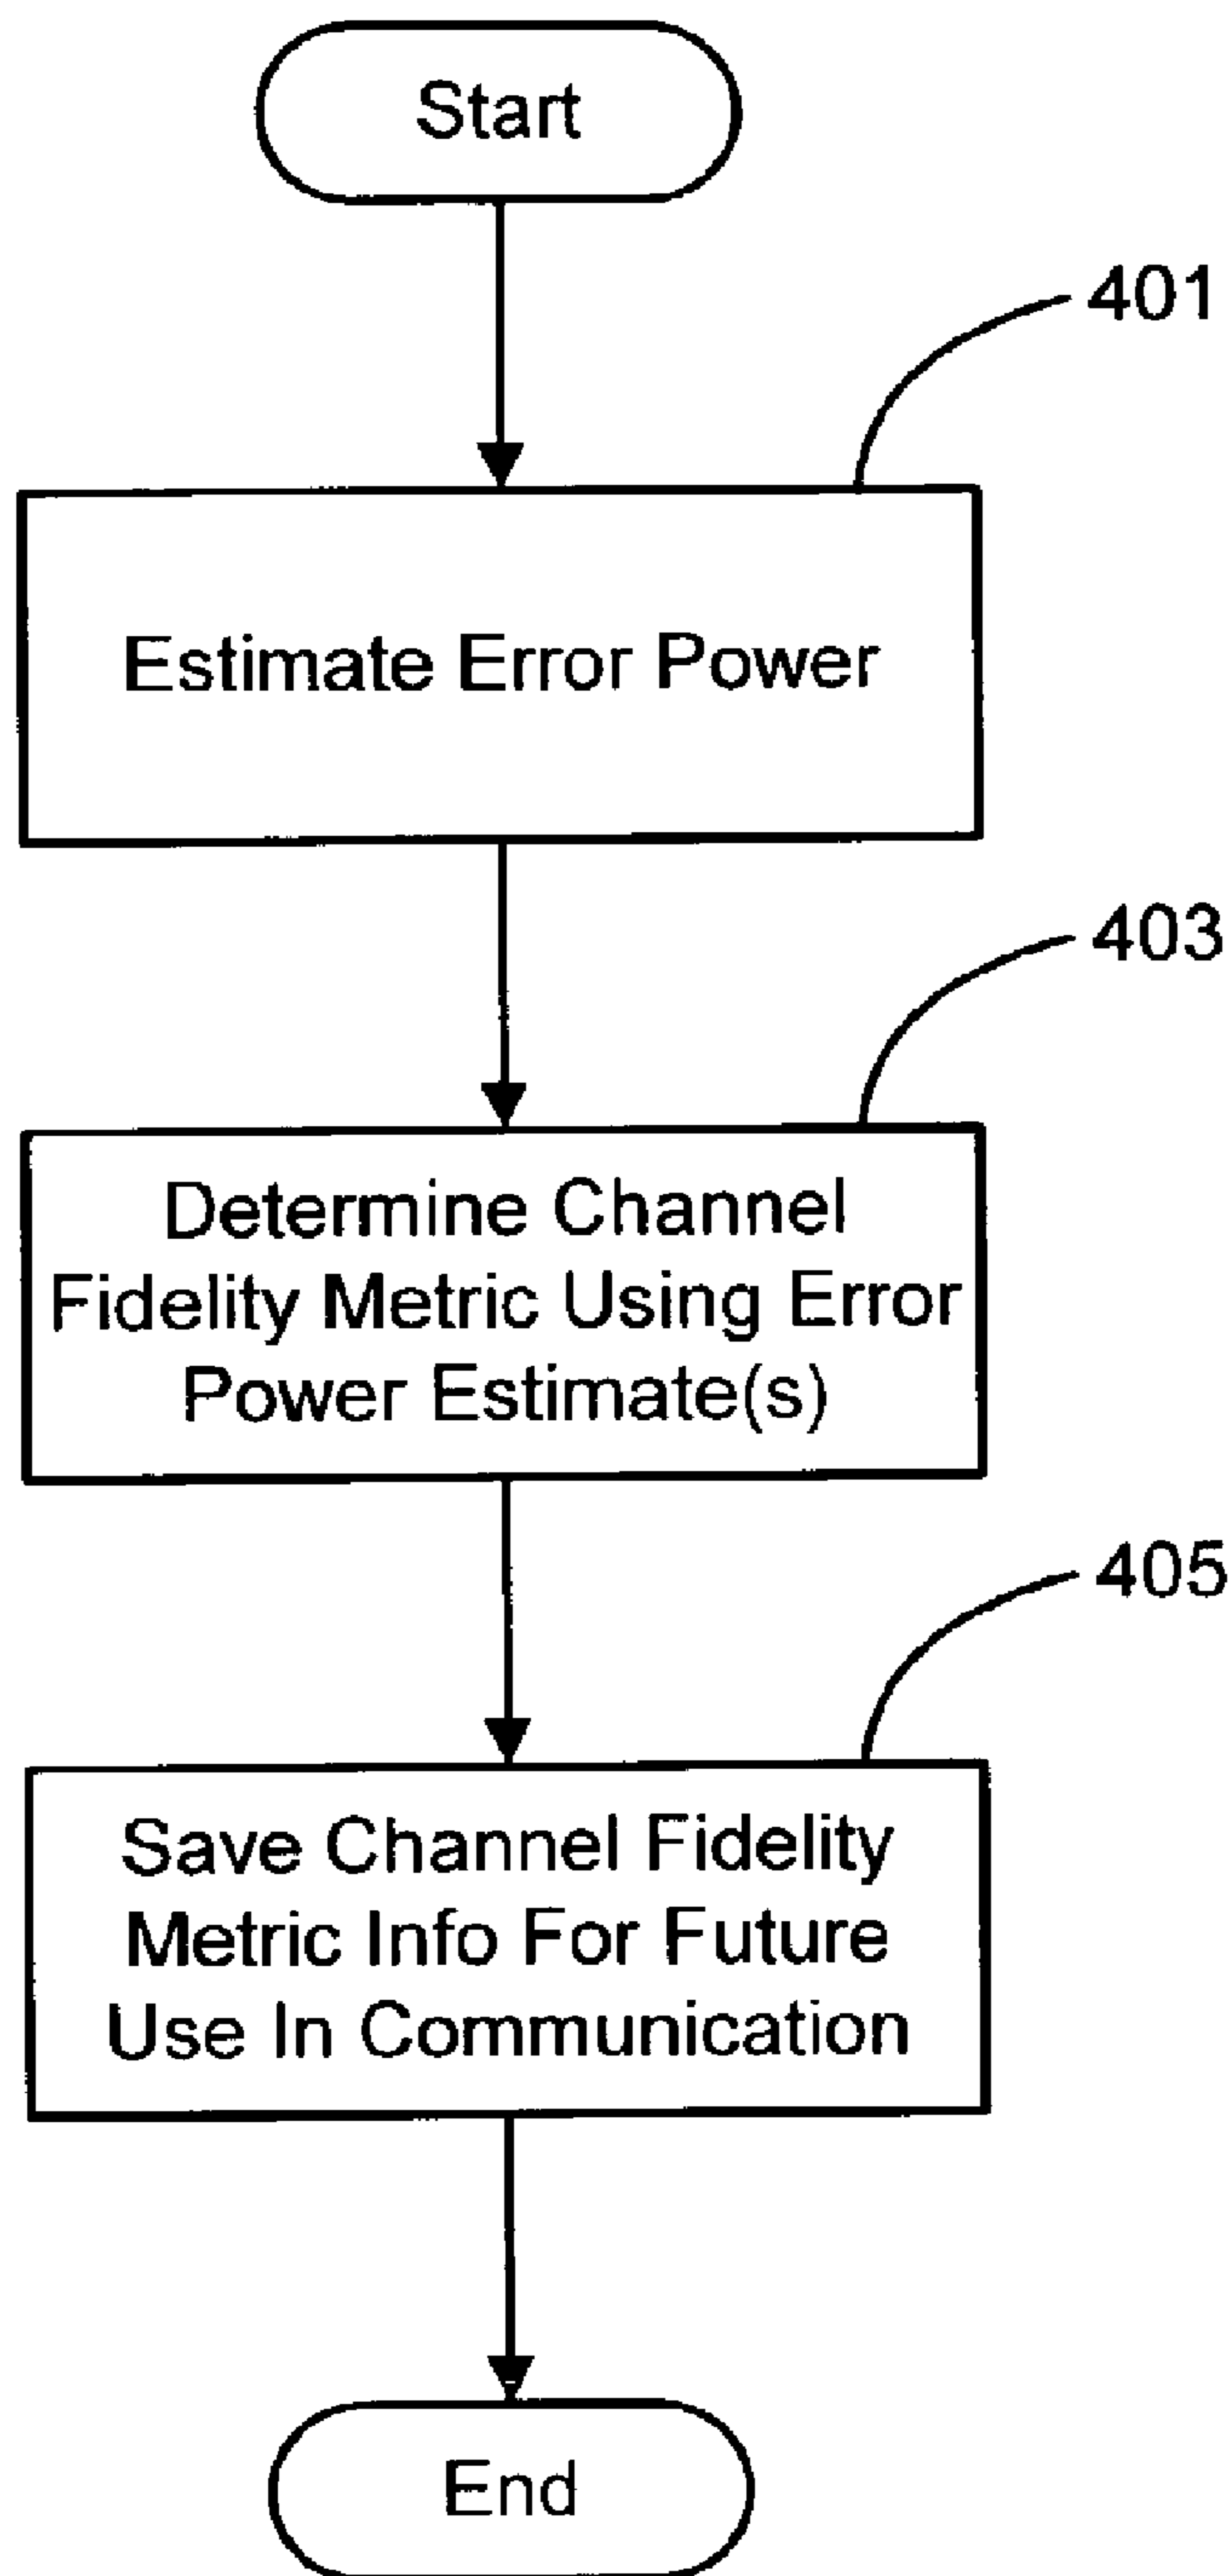 Start
401
Estimate Error Power
403
Determine Channel
Fidelity Metric Using Error
Power Estimate(s)
405
Save Channel Fidelity
Metric Info For Future
Use In Communication
End